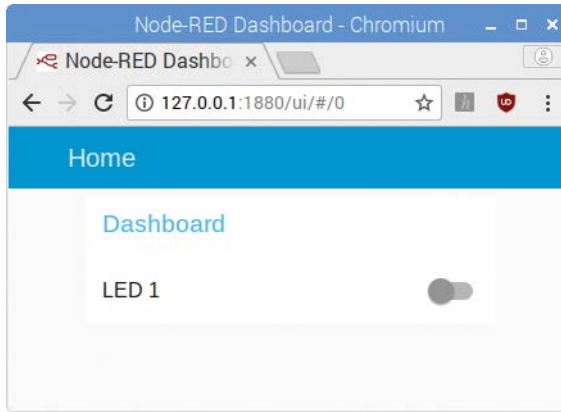 Node-RED Dashboard - Chromium
Node-RED Dashbo
127.0.0.1:1880/ui/#/0
Home
Dashboard
LED 1